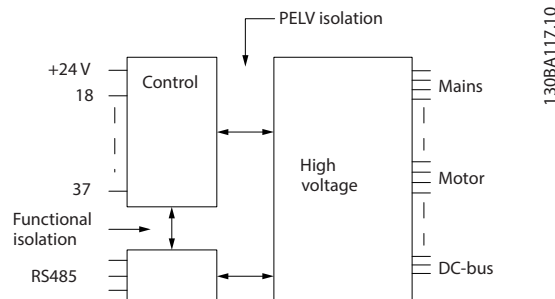 PELV isolation
+24 V
Control
18
Mains
High
voltage
37
Motor
Functional
isolation
RS485
DC-bus
130BA117.10